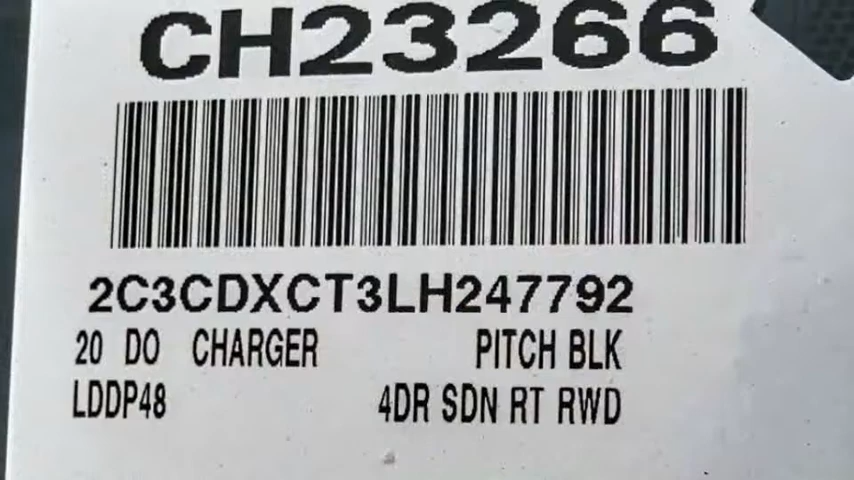 CH23266
2C3CDXCT3LH247792
20 DO CHARGER PITCH BLK
LDDP48 4DR SDN RT RWD